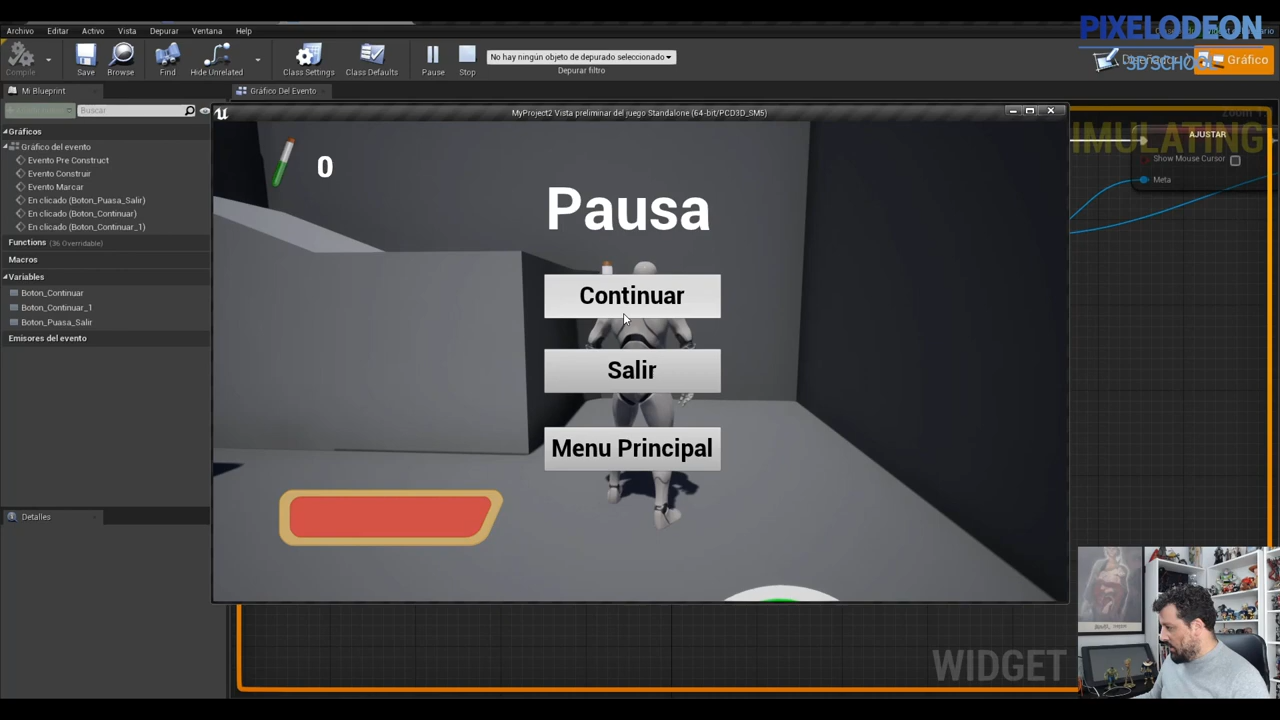 PIXELODEON
3D SCHOOL
Archivo Editar Activo Vista Depurar Ventana Help
Compile Save Browse Find Hide Unrelated Class Settings Class Defaults Pause Stop
No hay ningún objeto de depurado seleccionado
Depurar filtro
Gráfico
Mi Blueprint
Gráfico Del Evento
Buscar
Gráficos
Gráfico del evento
Evento Pre Construct
Evento Construir
Evento Marcar
En clicado (Boton_Puasa_Salir)
En clicado (Boton_Continuar)
En clicado (Boton_Continuar_1)
Functions (36 Overridable)
Macros
Variables
Boton_Continuar
Boton_Continuar_1
Boton_Puasa_Salir
Emisores del evento
Detalles
MyProject2 Vista preliminar del juego Standalone (64-bit/PCD3D_SM5)
0
Pausa
Continuar
Salir
Menu Principal
IMULATING
AJUSTAR
Show Mouse Cursor
Meta
WIDGET